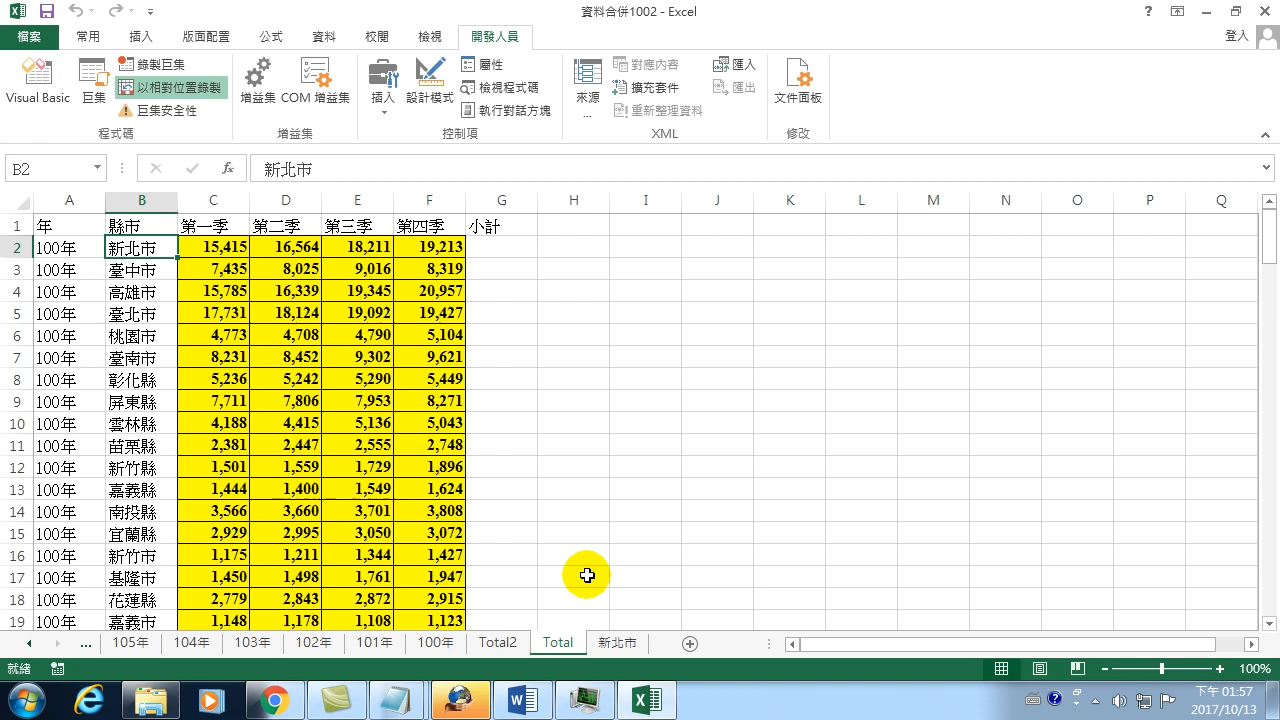 資料合併1002 - Excel
檔案 常用 插入 版面配置 公式 資料 校閱 檢視 開發人員 登入
Visual Basic 巨集 錄製巨集 以相對位置錄製 巨集安全性 程式碼
增益集 COM 增益集 增益集
插入 設計模式 屬性 檢視程式碼 執行對話方塊 控制項
來源 ... 對應內容 擴充套件 重新整理資料 匯入 匯出 XML
文件面板 修改
B2 fx 新北市
A B C D E F G H I J K L M N O P Q
1 年 縣市 第一季 第二季 第三季 第四季 小計
2 100年 新北市 15,415 16,564 18,211 19,213
3 100年 臺中市 7,435 8,025 9,016 8,319
4 100年 高雄市 15,785 16,339 19,345 20,957
5 100年 臺北市 17,731 18,124 19,092 19,427
6 100年 桃園市 4,773 4,708 4,790 5,104
7 100年 臺南市 8,231 8,452 9,302 9,621
8 100年 彰化縣 5,236 5,242 5,290 5,449
9 100年 屏東縣 7,711 7,806 7,953 8,271
10 100年 雲林縣 4,188 4,415 5,136 5,043
11 100年 苗栗縣 2,381 2,447 2,555 2,748
12 100年 新竹縣 1,501 1,559 1,729 1,896
13 100年 嘉義縣 1,444 1,400 1,549 1,624
14 100年 南投縣 3,566 3,660 3,701 3,808
15 100年 宜蘭縣 2,929 2,995 3,050 3,072
16 100年 新竹市 1,175 1,211 1,344 1,427
17 100年 基隆市 1,450 1,498 1,761 1,947
18 100年 花蓮縣 2,779 2,843 2,872 2,915
19 100年 嘉義市 1,148 1,178 1,108 1,123
... 105年 104年 103年 102年 101年 100年 Total2 Total 新北市
就緒 100%
下午 01:57
2017/10/13